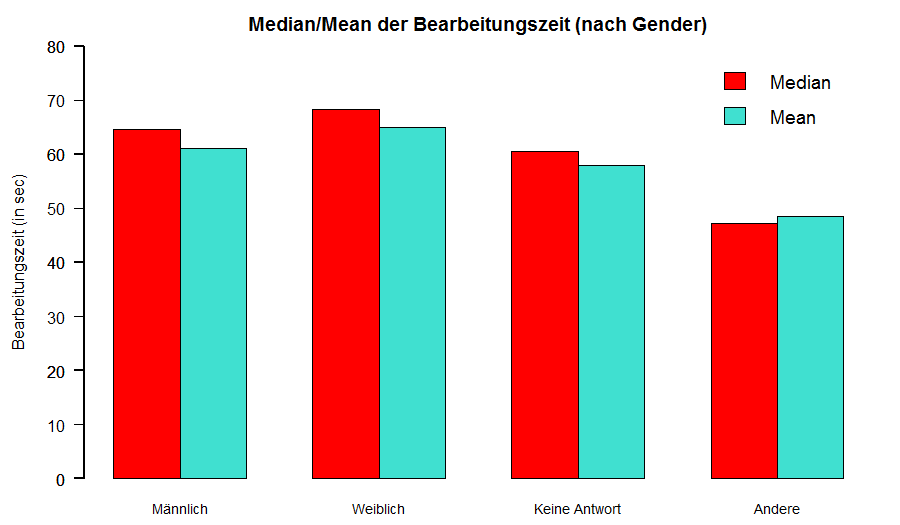 Median/Mean der Bearbeitungszeit (nach Gender)
Median
Mean
Bearbeitungszeit (in sec)
80
70
60
50
40
30
20
10
0
Männlich
Weiblich
Keine Antwort
Andere